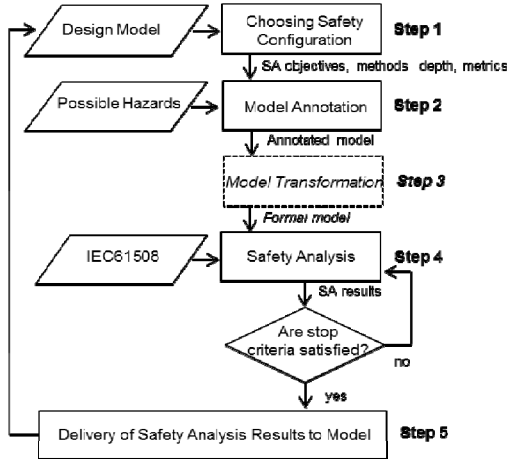 Design Model
Choosing Safety
Configuration
Step 1
SA objectives, methods depth, metrics
Possible Hazards
Model Annotation
Step 2
Annotated model
Model Transformation
Step 3
Formal model
IEC61508
Safety Analysis
Step 4
SA results
Are stop
criteria satisfied?
no
yes
Delivery of Safety Analysis Results to Model
Step 5